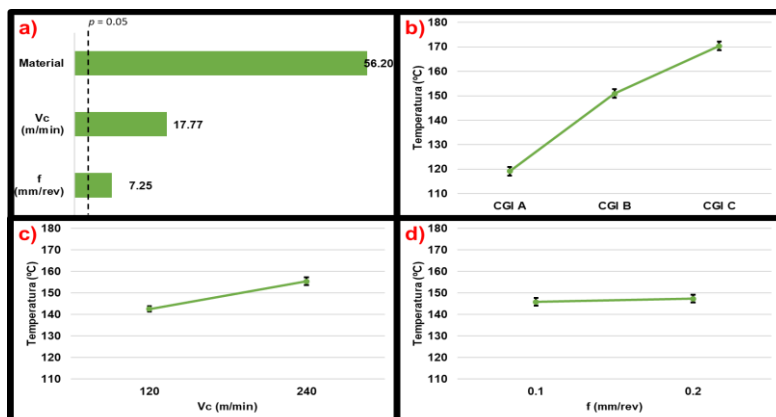 a)
p = 0.05
Material
56.20
Vc
(m/min)
17.77
f
(mm/rev)
7.25
b)
Temperatura (ºC)
180
170
160
150
140
130
120
110
CGI A
CGI B
CGI C
c)
Temperatura (ºC)
180
170
160
150
140
130
120
110
120
240
Vc (m/min)
d)
Temperatura (ºC)
180
170
160
150
140
130
120
110
0.1
0.2
f (mm/rev)